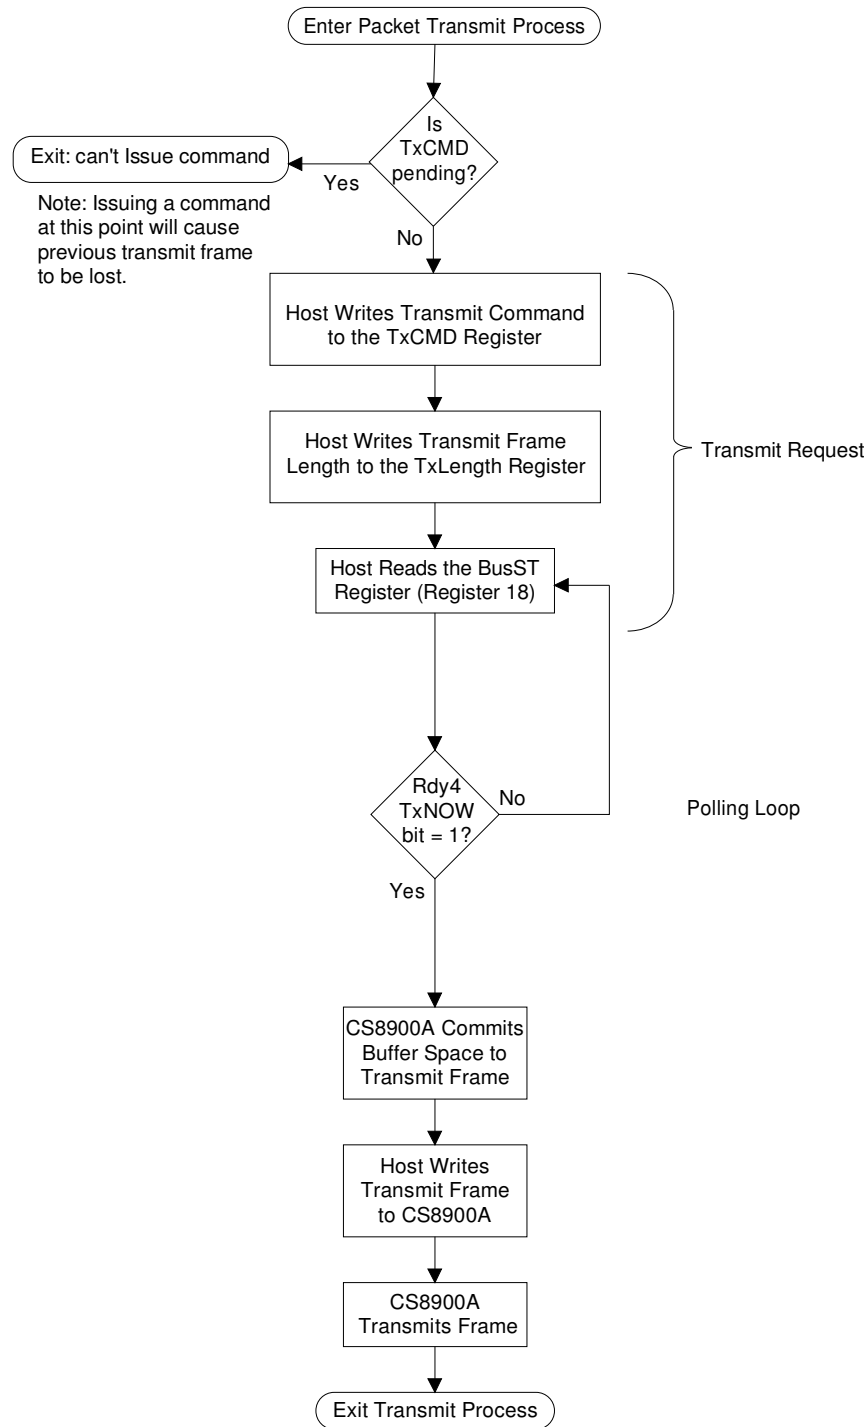 Enter Packet Transmit Process
Is
TxCMD
pending?
Exit: can't Issue command
Yes
Note: Issuing a command
at this point will cause
previous transmit frame
to be lost.
No
Host Writes Transmit Command
to the TxCMD Register
Host Writes Transmit Frame
Length to the TxLength Register
Transmit Request
Host Reads the BusST
Register (Register 18)
Rdy4
TxNOW
bit = 1?
No
Polling Loop
Yes
CS8900A Commits
Buffer Space to
Transmit Frame
Host Writes
Transmit Frame
to CS8900A
CS8900A
Transmits Frame
Exit Transmit Process